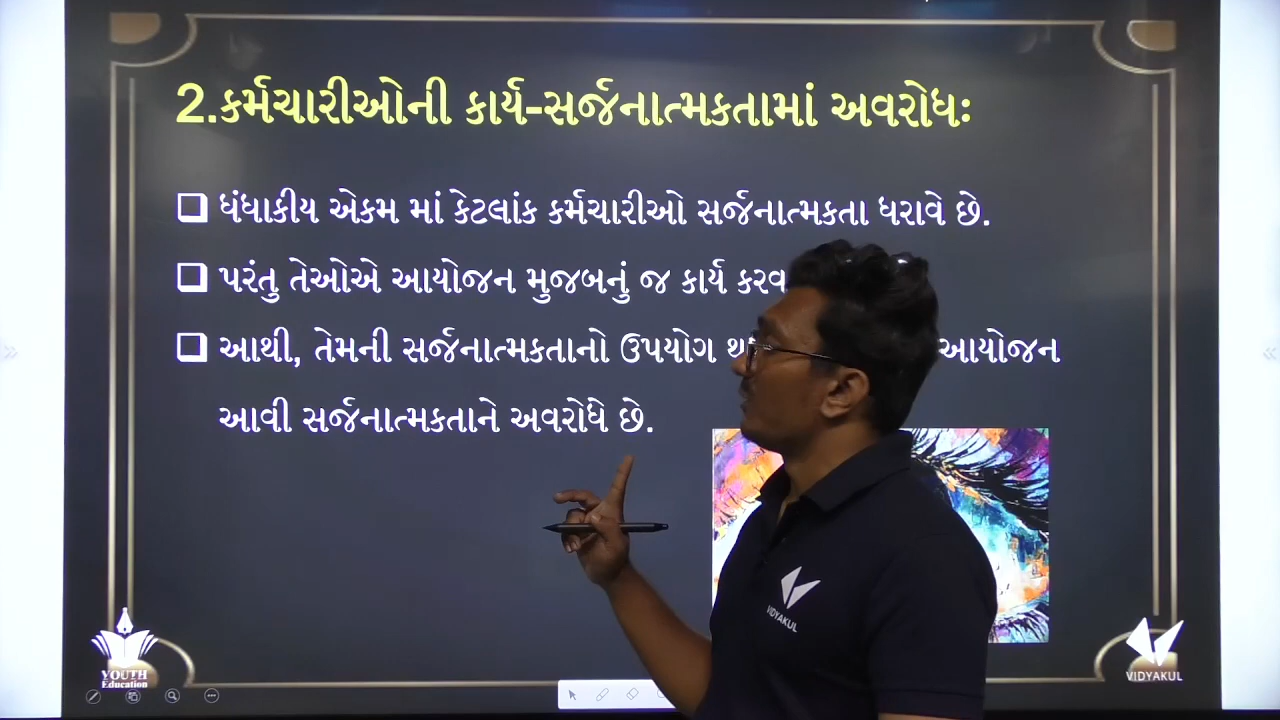 2.કર્મચારીઓની કાર્ય-સર્જનાત્મકતામાં અવરોધઃ
ધંધાકીય એકમ માં કેટલાંક કર્મચારીઓ સર્જનાત્મકતા ધરાવે છે.
પરંતુ તેઓએ આયોજન મુજબનું જ કાર્ય
આથી, તેમની સર્જનાત્મકતાનો ઉપયોગ આયોજન
આવી સર્જનાત્મકતાને અવરોધે છે.
VIDYAKUL
YOUTH
Education
VIDYAKUL